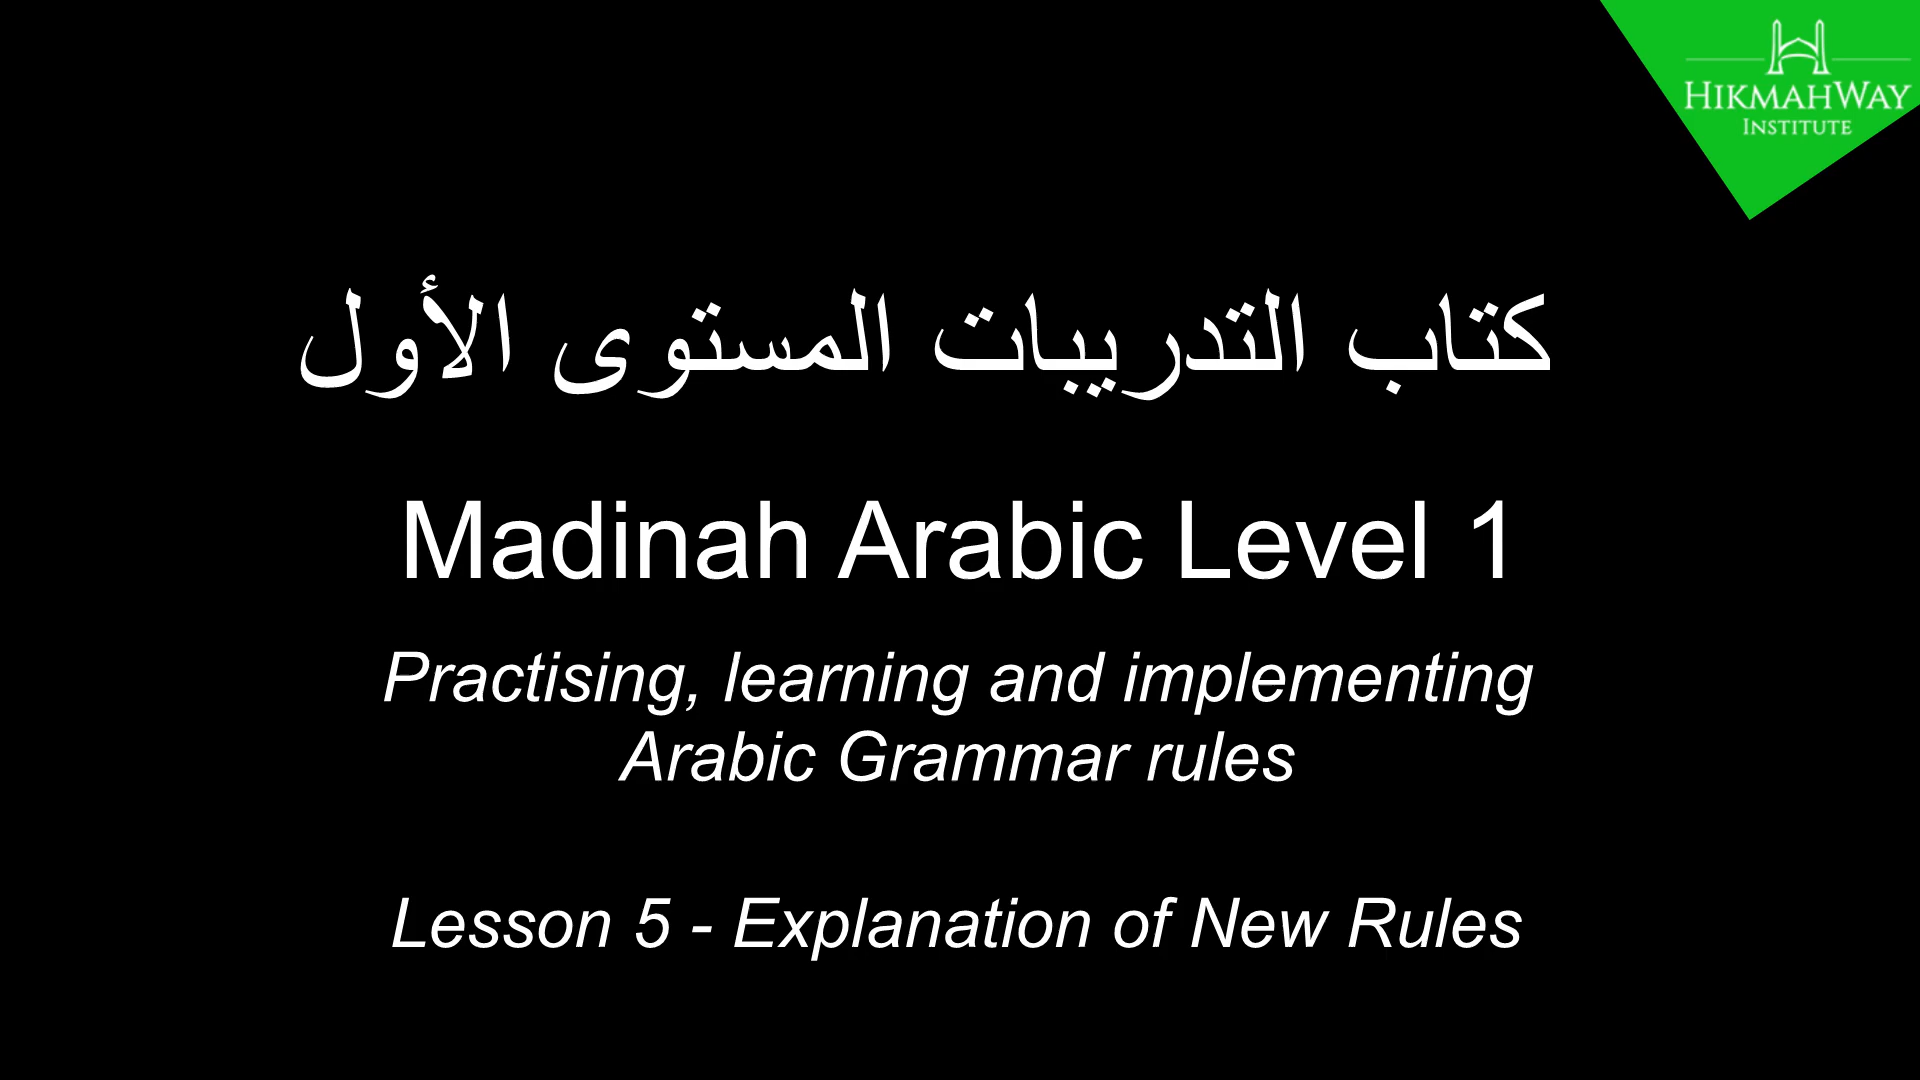 HIKMAHWAY
INSTITUTE
كتاب التدريبات المستوى الأول
Madinah Arabic Level 1
Practising, learning and implementing
Arabic Grammar rules
Lesson 5 - Explanation of New Rules